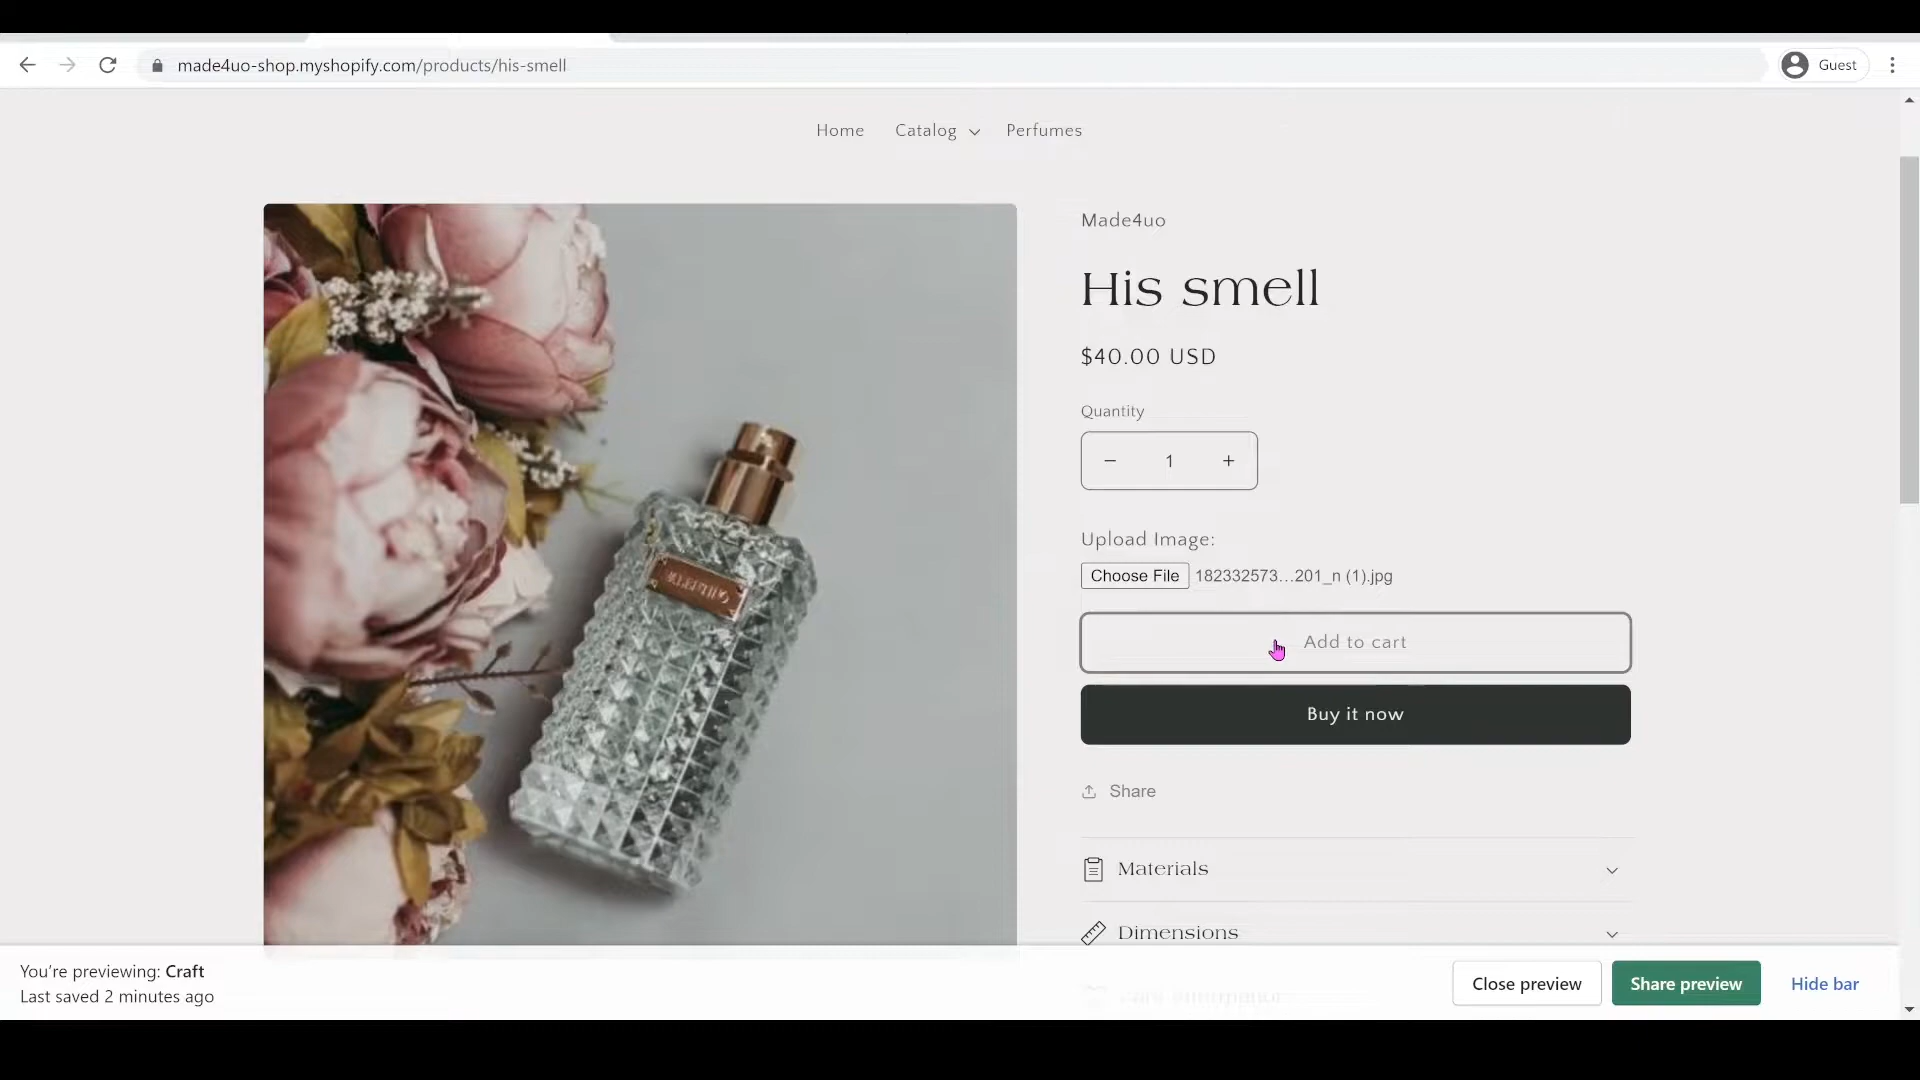 made4uo-shop.myshopify.com/products/his-smell
Guest
Home
Catalog
Perfumes
Made4uo
His smell
$40.00 USD
Quantity
− 1 +
Upload Image:
Choose File 182332573...201_n (1).jpg
Add to cart
Buy it now
Share
Materials
Dimensions
You're previewing: Craft
Last saved 2 minutes ago
Close preview
Share preview
Hide bar